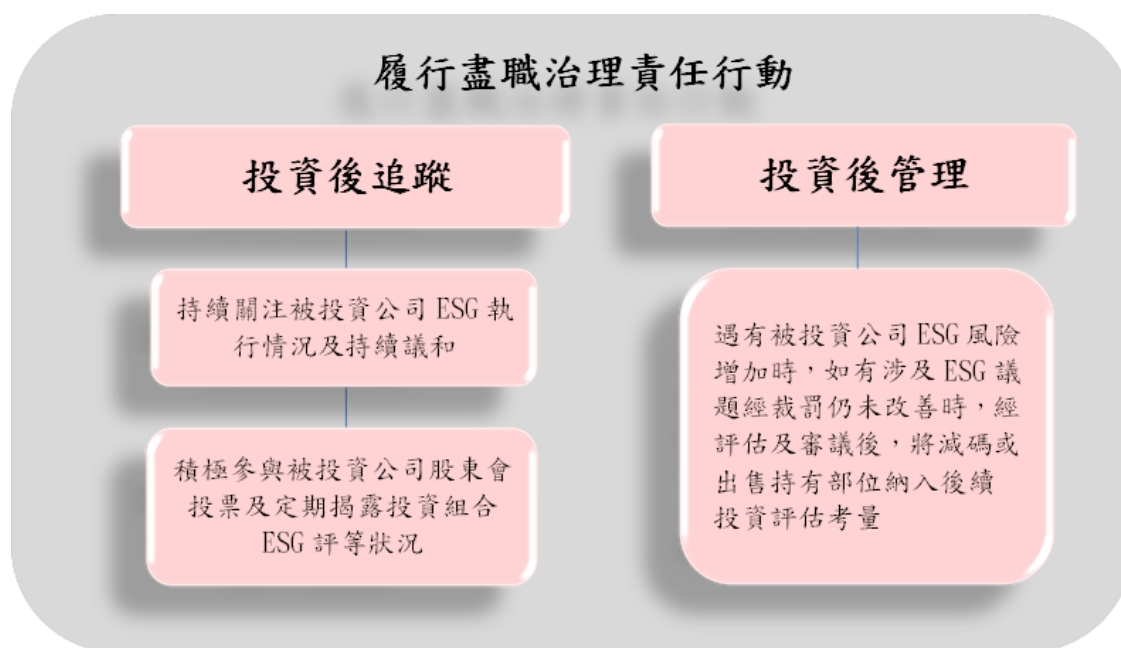 履行盡職治理責任行動
投資後追蹤
持續關注被投資公司 ESG 執
行情況及持續議和
積極參與被投資公司股東會
投票及定期揭露投資組合
ESG 評等狀況
投資後管理
遇有被投資公司 ESG 風險
增加時，如有涉及 ESG 議
題經裁罰仍未改善時，經
評估及審議後，將減碼或
出售持有部位納入後續
投資評估考量